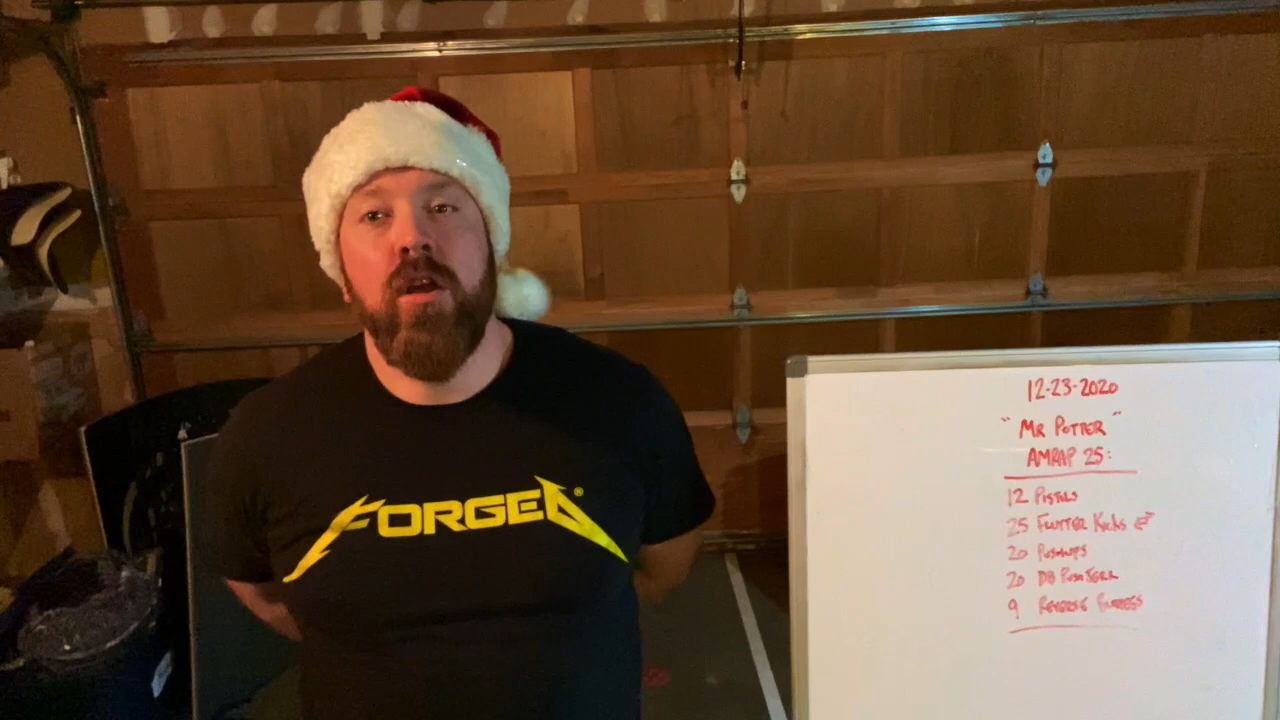 FORGED®
12-23-2020
"MR POTTER"
AMRAP 25:
12 PISTOLS
25 FLUTTER KICKS
20 PUSHUPS
20 DB PUSH JERK
9 REVERSE BURPEES